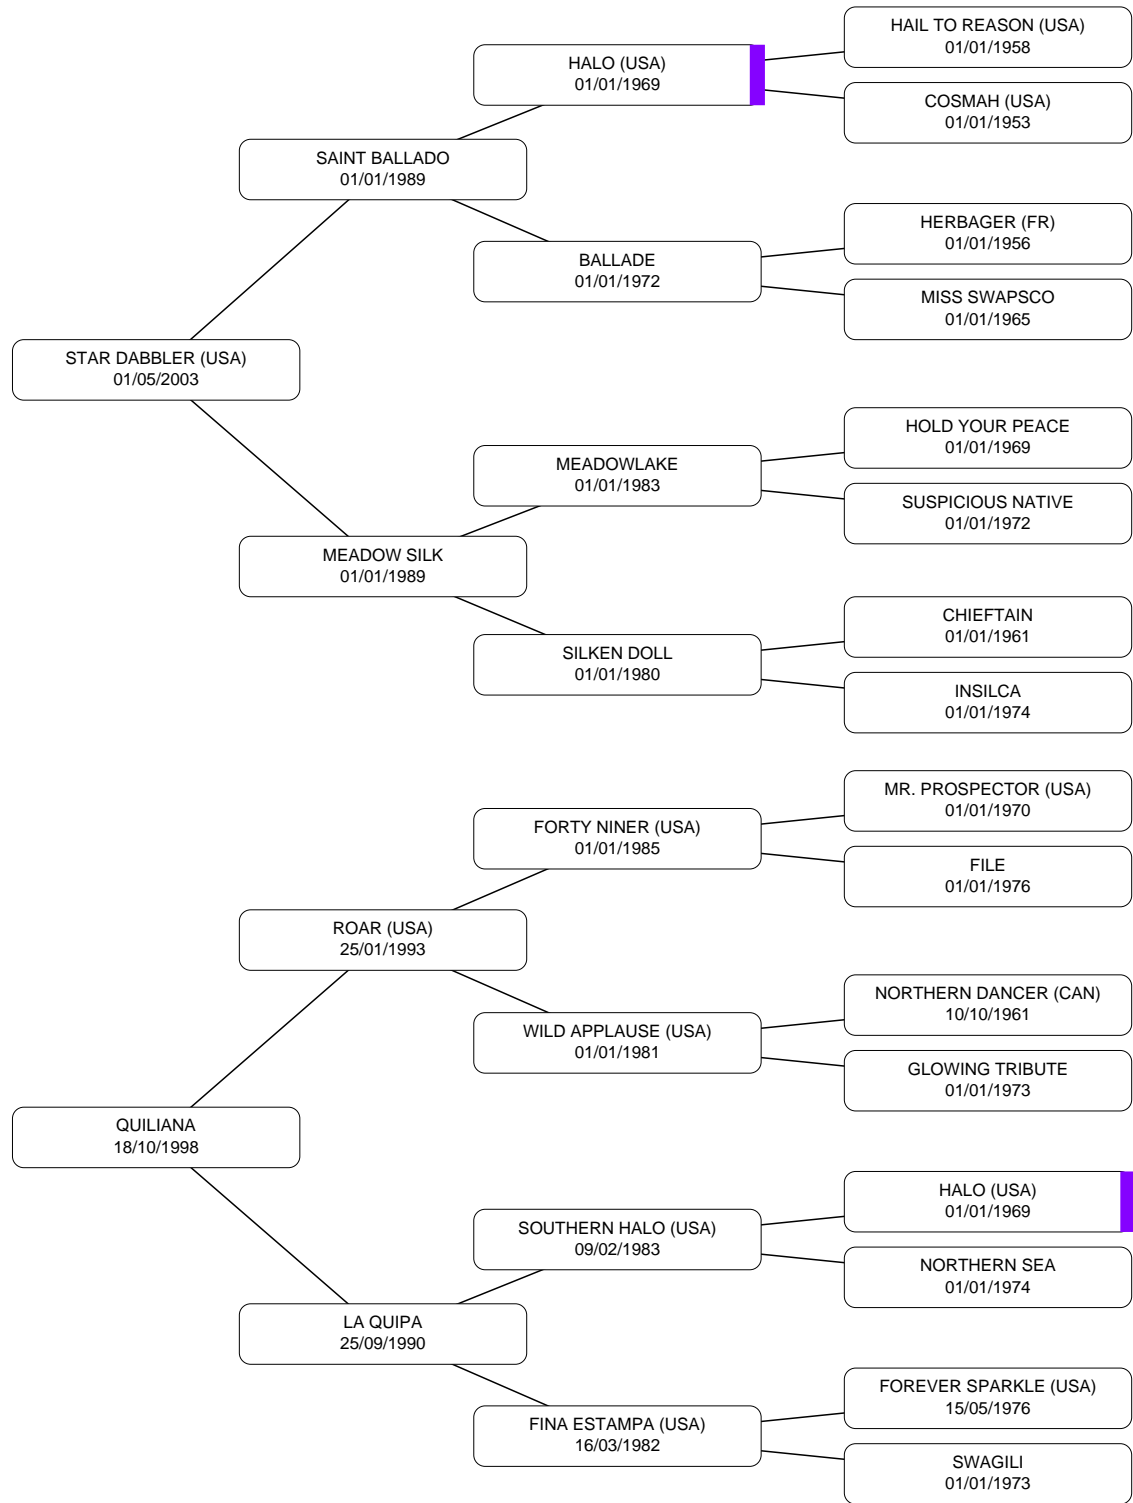 HAIL TO REASON (USA)
01/01/1958
HALO (USA)
01/01/1969
COSMAH (USA)
01/01/1953
SAINT BALLADO
01/01/1989
HERBAGER (FR)
01/01/1956
BALLADE
01/01/1972
MISS SWAPSCO
01/01/1965
STAR DABBLER (USA)
01/05/2003
HOLD YOUR PEACE
01/01/1969
MEADOWLAKE
01/01/1983
SUSPICIOUS NATIVE
01/01/1972
MEADOW SILK
01/01/1989
CHIEFTAIN
01/01/1961
SILKEN DOLL
01/01/1980
INSILCA
01/01/1974
MR. PROSPECTOR (USA)
01/01/1970
FORTY NINER (USA)
01/01/1985
FILE
01/01/1976
ROAR (USA)
25/01/1993
NORTHERN DANCER (CAN)
10/10/1961
WILD APPLAUSE (USA)
01/01/1981
GLOWING TRIBUTE
01/01/1973
QUILIANA
18/10/1998
HALO (USA)
01/01/1969
SOUTHERN HALO (USA)
09/02/1983
NORTHERN SEA
01/01/1974
LA QUIPA
25/09/1990
FOREVER SPARKLE (USA)
15/05/1976
FINA ESTAMPA (USA)
16/03/1982
SWAGILI
01/01/1973